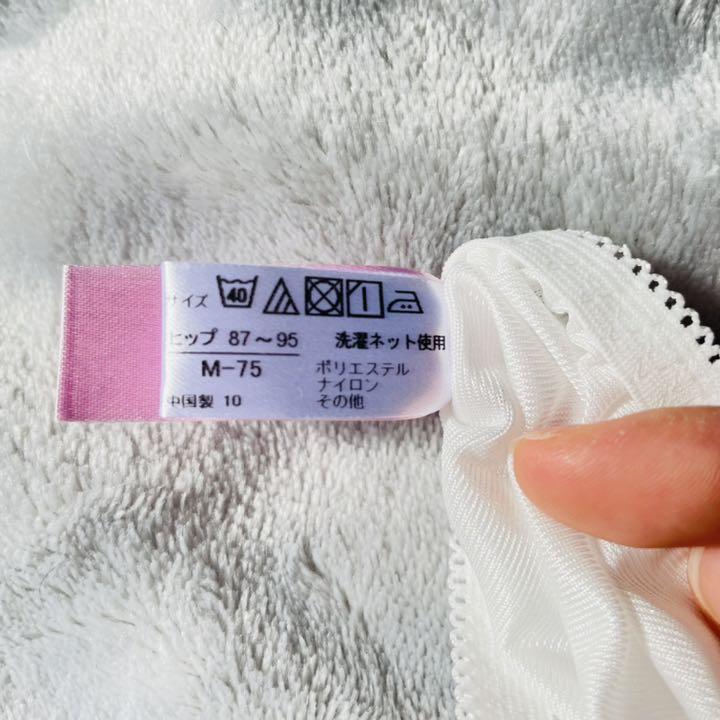 サイズ 40
ヒップ 87～95 洗濯ネット使用
M-75
ポリエステル
ナイロン
中国製 10 その他